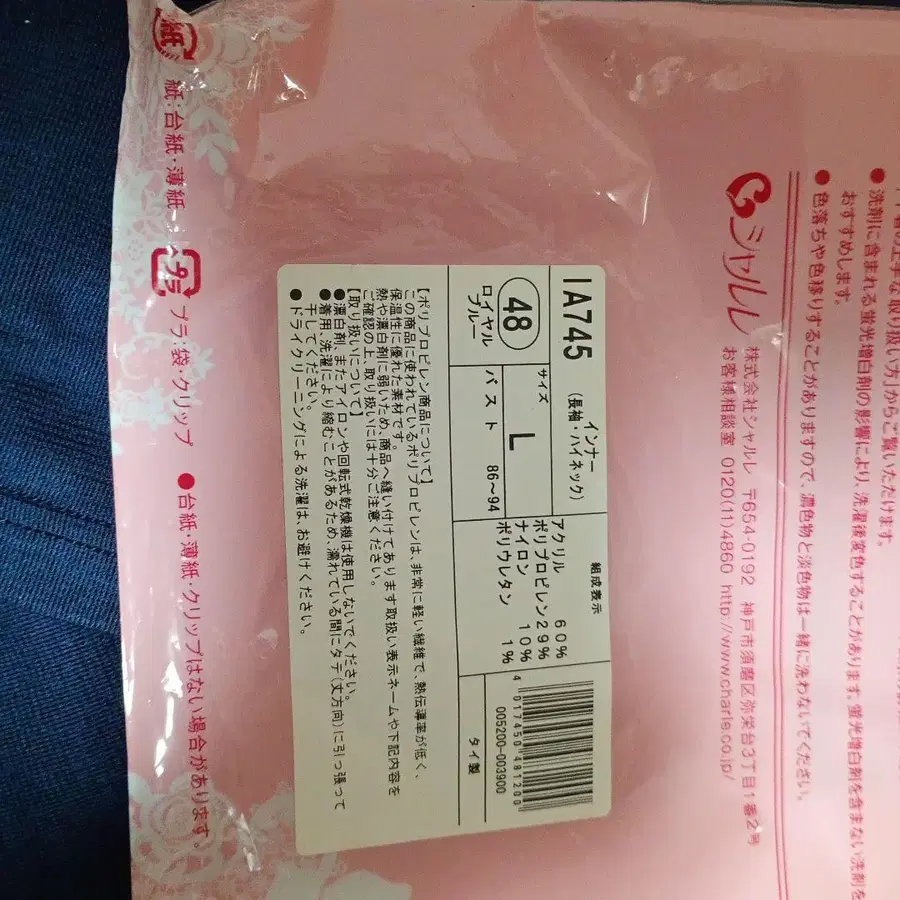 の上手な取り扱い方」からご覧いただけます。
●洗剤に含まれる蛍光増白剤の影響により、洗濯後変色することがあります。蛍光増白剤を含まない洗剤を
おすすめします。
●色落ちや色移りすることがありますので、濃色物と淡色物は一緒に洗わないでください。
シャルレ 株式会社シャルレ 〒654-0192 神戸市須磨区弥栄台3丁目1番2号
お客様相談室 0120(11)4860 http://www.charle.co.jp/
IA745 インナー
(長袖・ハイネック)
48
ロイヤル
ブルー
サイズ
L
バスト 86~94
組成表示
アクリル 60%
ポリプロピレン29%
ナイロン 10%
ポリウレタン 1%
4017450481200
005200-003900
タイ製
【ポリプロピレン商品について】
この商品に使われているポリプロピレンは、非常に軽い繊維で、熱伝導率が低く、
保温性に優れた素材です。
熱や漂白剤に弱いため、商品へ縫い付けてあります取扱い表示ネームや下記内容を
ご確認の上、取り扱いには十分ご注意ください。
【取り扱いについて】
●漂白剤、またアイロンや回転式乾燥機は使用しないでください。
●着用、洗濯により縮むことがあるため、濡れている間にタテ(丈方向)に引っ張って
干してください。
●ドライクリーニングによる洗濯は、お避けください。
紙 紙:台紙・薄紙 プラ プラ:袋・クリップ ●台紙・薄紙・クリップはない場合があります。